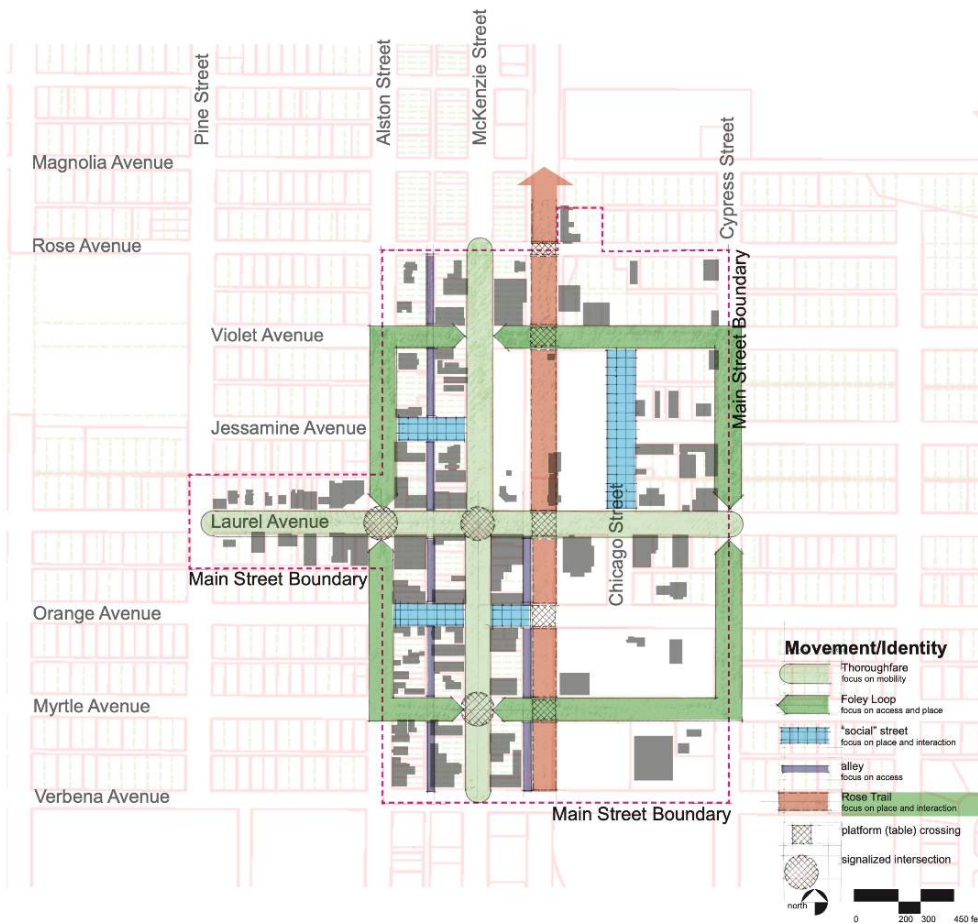 Pine Street
Alston Street
McKenzie Street
Cypress Street
Magnolia Avenue
Rose Avenue
Main Street Boundary
Violet Avenue
Jessamine Avenue
Laurel Avenue
Chicago Street
Main Street Boundary
Orange Avenue
Myrtle Avenue
Verbena Avenue
Main Street Boundary
Movement/Identity
Thoroughfare
focus on mobility
Foley Loop
focus on access and place
"social" street
focus on place and interaction
alley
focus on access
Rose Trail
focus on place and interaction
platform (table) crossing
signalized intersection
north
0 200 300 450 fe